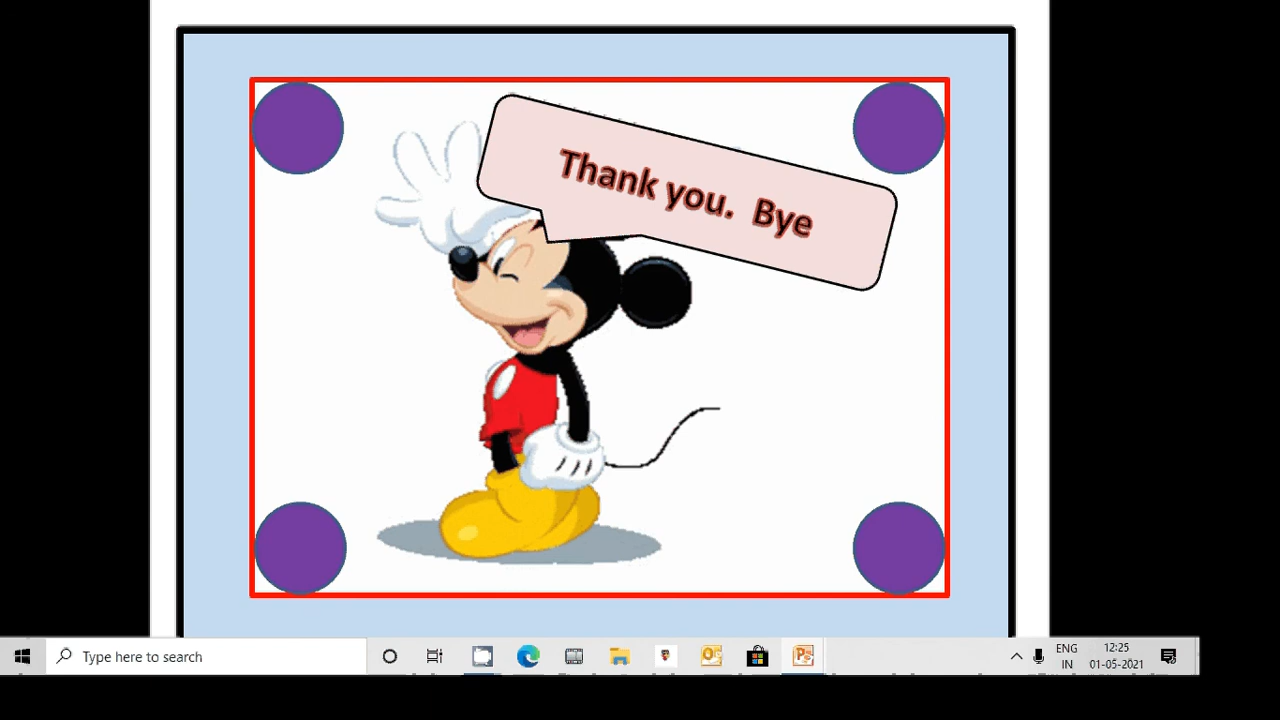 Thank you.  Bye
Type here to search
ENG
IN
12:25
01-05-2021